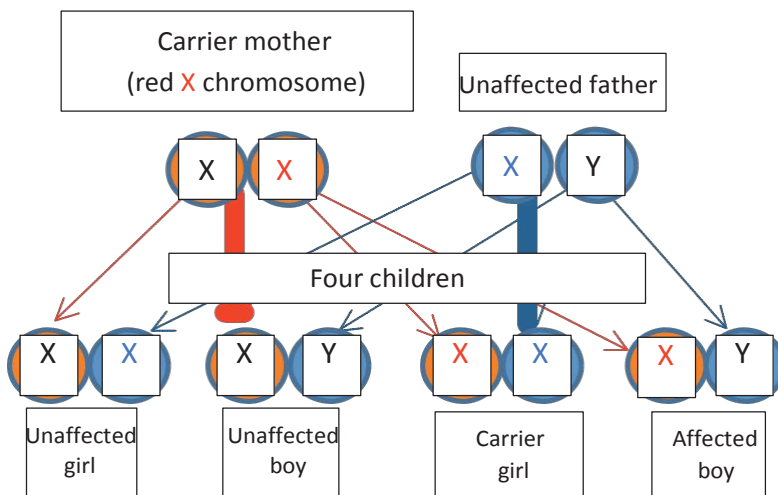 Carrier mother
(red X chromosome)
Unaffected father
X X X Y
Four children
X X X Y X X X Y
Unaffected
girl
Unaffected
boy
Carrier
girl
Affected
boy